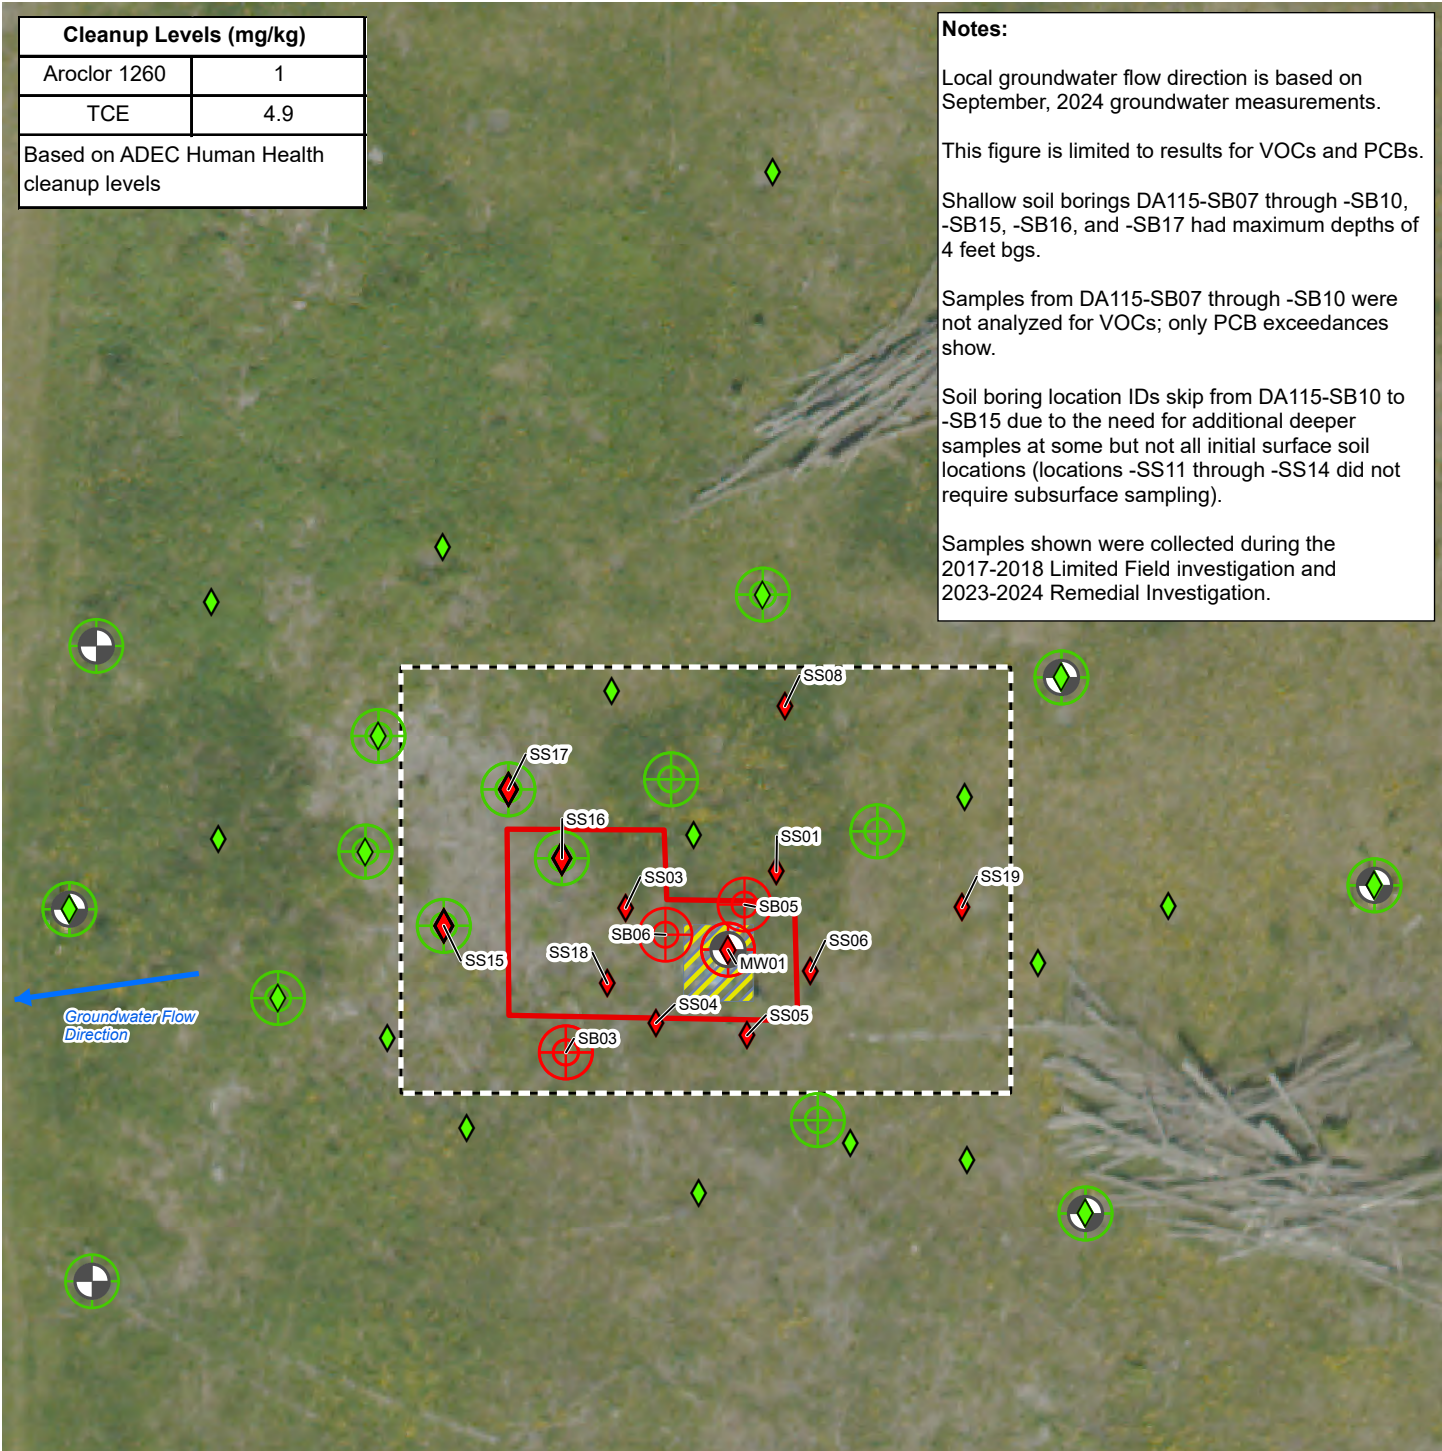 Cleanup Levels (mg/kg)
Aroclor 1260 1
TCE 4.9
Based on ADEC Human Health
cleanup levels
Notes:
Local groundwater flow direction is based on
September, 2024 groundwater measurements.
This figure is limited to results for VOCs and PCBs.
Shallow soil borings DA115-SB07 through -SB10,
-SB15, -SB16, and -SB17 had maximum depths of
4 feet bgs.
Samples from DA115-SB07 through -SB10 were
not analyzed for VOCs; only PCB exceedances
show.
Soil boring location IDs skip from DA115-SB10 to
-SB15 due to the need for additional deeper
samples at some but not all initial surface soil
locations (locations -SS11 through -SS14 did not
require subsurface sampling).
Samples shown were collected during the
2017-2018 Limited Field investigation and
2023-2024 Remedial Investigation.
SS08
SS17
SS16
SS01
SS03
SS19
SB05
SB06
SS06
SS18
SS15
MW01
SS04
SS05
Groundwater Flow
Direction
SB03